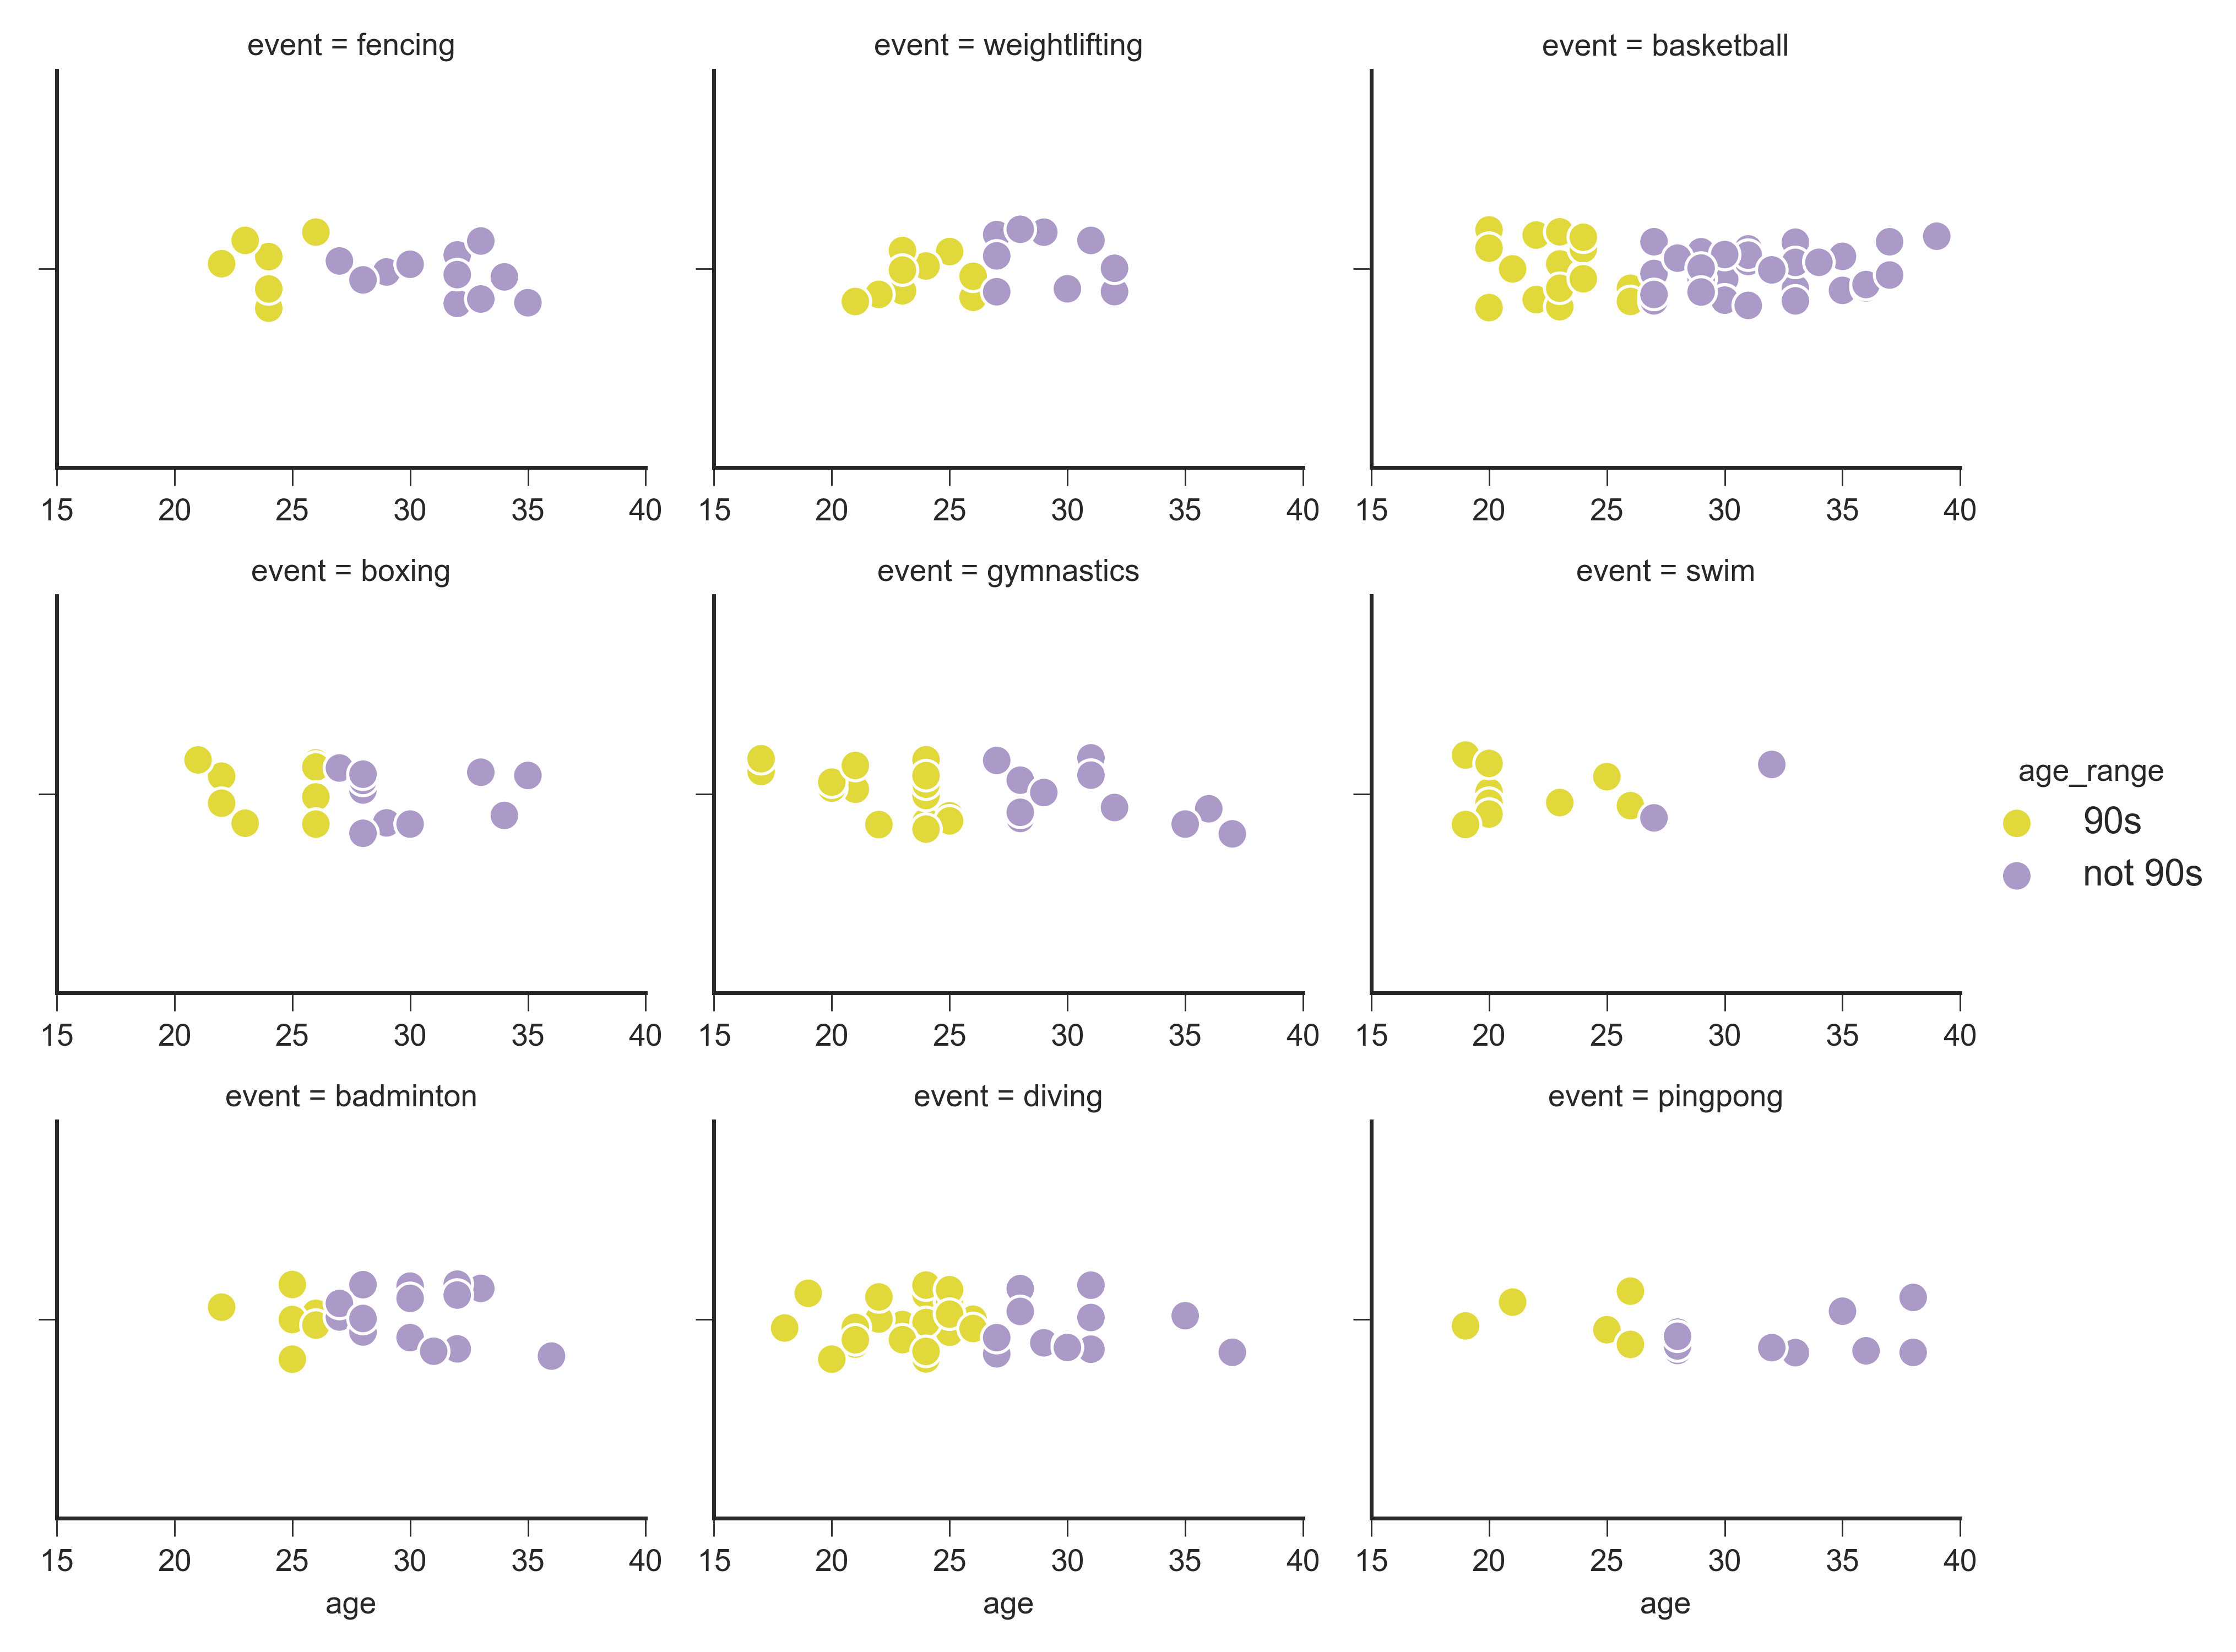 event = fencing
event = weightlifting
event = basketball
15 20 25 30 35 40
15 20 25 30 35 40
15 20 25 30 35 40
event = boxing
event = gymnastics
event = swim
15 20 25 30 35 40
15 20 25 30 35 40
15 20 25 30 35 40
age_range
90s
not 90s
event = badminton
event = diving
event = pingpong
15 20 25 30 35 40
15 20 25 30 35 40
15 20 25 30 35 40
age
age
age